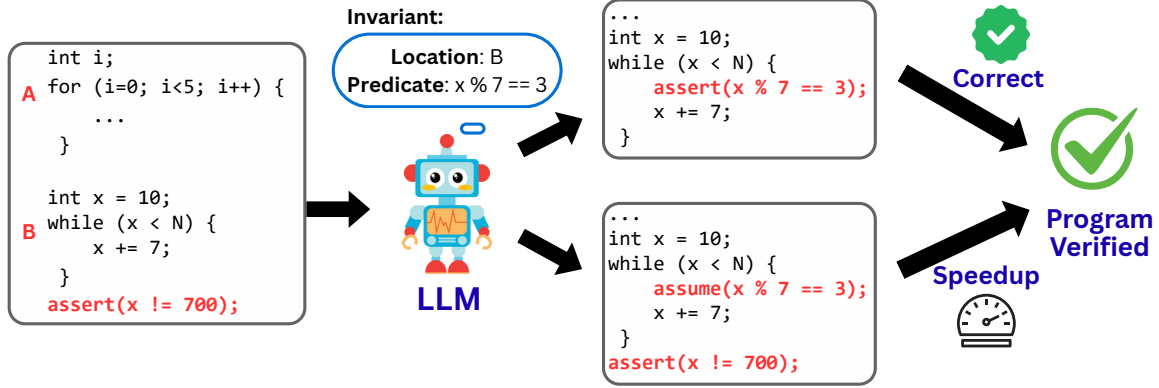 int i;
A for (i=0; i<5; i++) {
...
}
int x = 10;
B while (x < N) {
x += 7;
}
assert(x != 700);
Invariant:
Location: B
Predicate: x % 7 == 3
LLM
...
int x = 10;
while (x < N) {
assert(x % 7 == 3);
x += 7;
}
...
int x = 10;
while (x < N) {
assume(x % 7 == 3);
x += 7;
}
assert(x != 700);
Correct
Speedup
Program
Verified